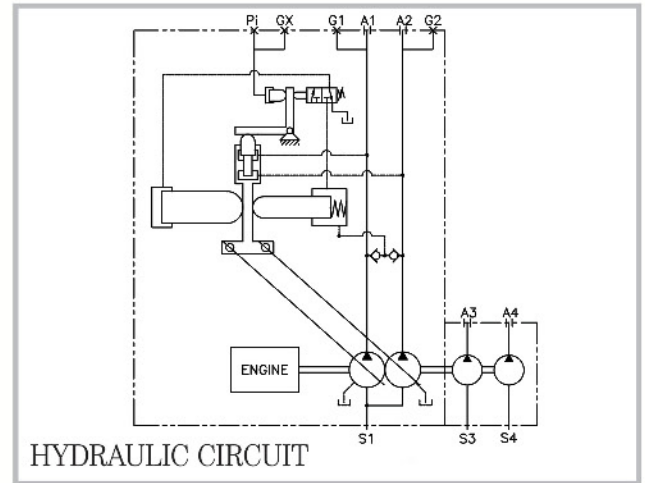 Pi GX G1 A1 A2 G2
A3 A4
ENGINE
S1 S3 S4
HYDRAULIC CIRCUIT